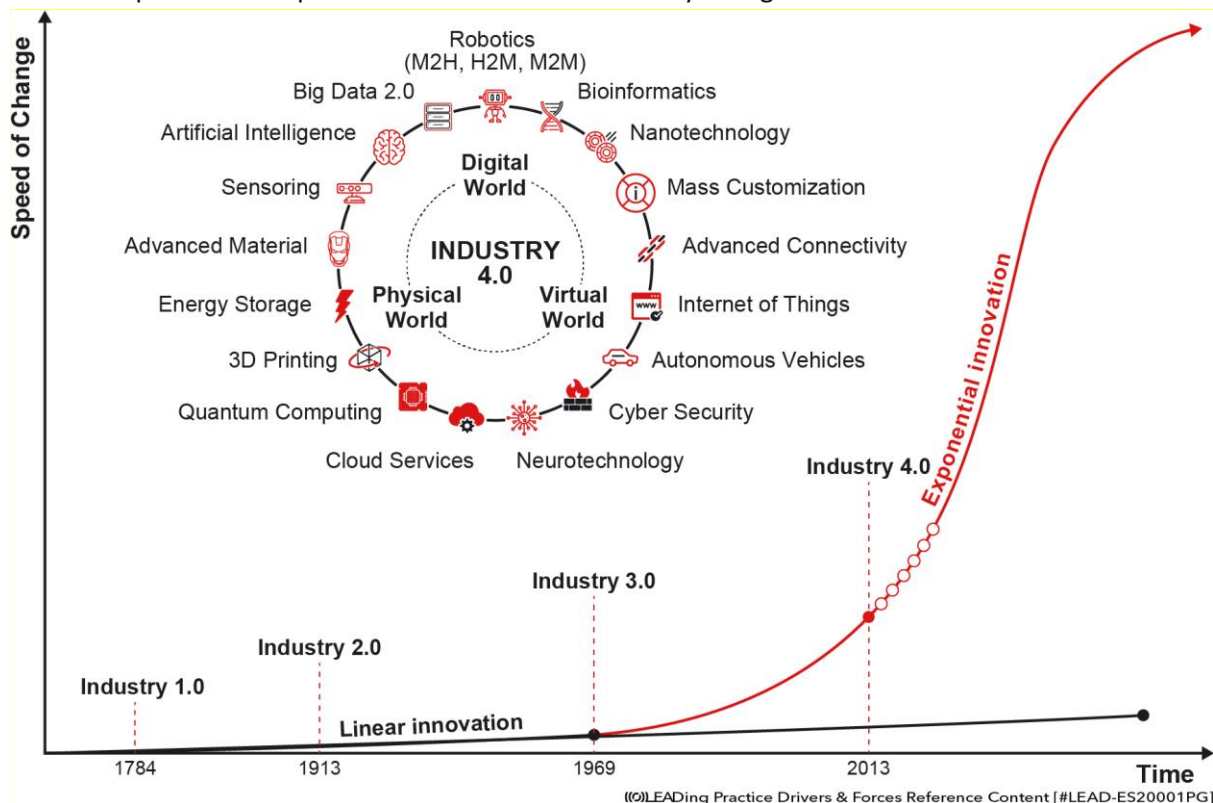 Speed of Change
Robotics
(M2H, H2M, M2M)
Big Data 2.0
Bioinformatics
Artificial Intelligence
Nanotechnology
Sensoring
Mass Customization
Advanced Material
Advanced Connectivity
Energy Storage
Internet of Things
3D Printing
Autonomous Vehicles
Quantum Computing
Cyber Security
Cloud Services
Neurotechnology
Digital
World
INDUSTRY
4.0
Physical
World
Virtual
World
i
WWW
Exponential innovation
Industry 4.0
Industry 3.0
Industry 2.0
Industry 1.0
Linear innovation
1784
1913
1969
2013
Time
((⦾))LEADing Practice Drivers & Forces Reference Content [#LEAD-ES20001PG]